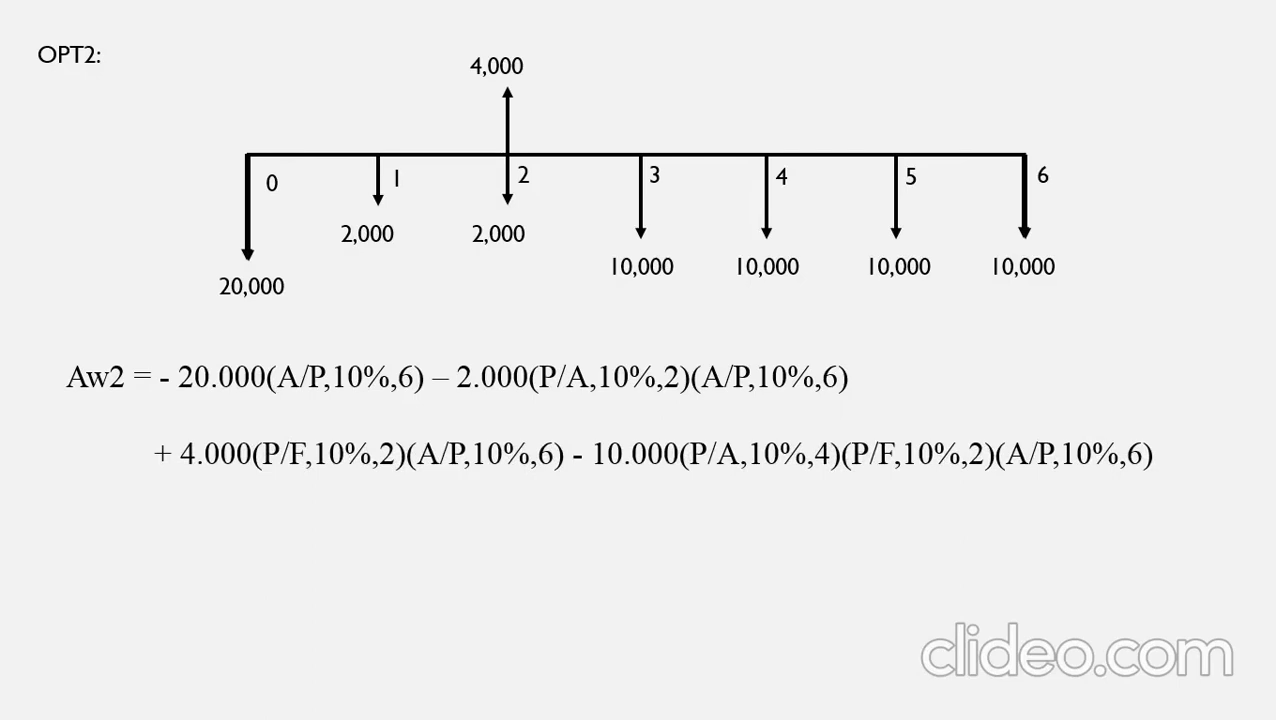 OPT2:
4,000
0 1 2 3 4 5 6
2,000 2,000
10,000 10,000 10,000 10,000
20,000
Aw2 = - 20.000(A/P,10%,6) – 2.000(P/A,10%,2)(A/P,10%,6)
+ 4.000(P/F,10%,2)(A/P,10%,6) - 10.000(P/A,10%,4)(P/F,10%,2)(A/P,10%,6)
clideo.com